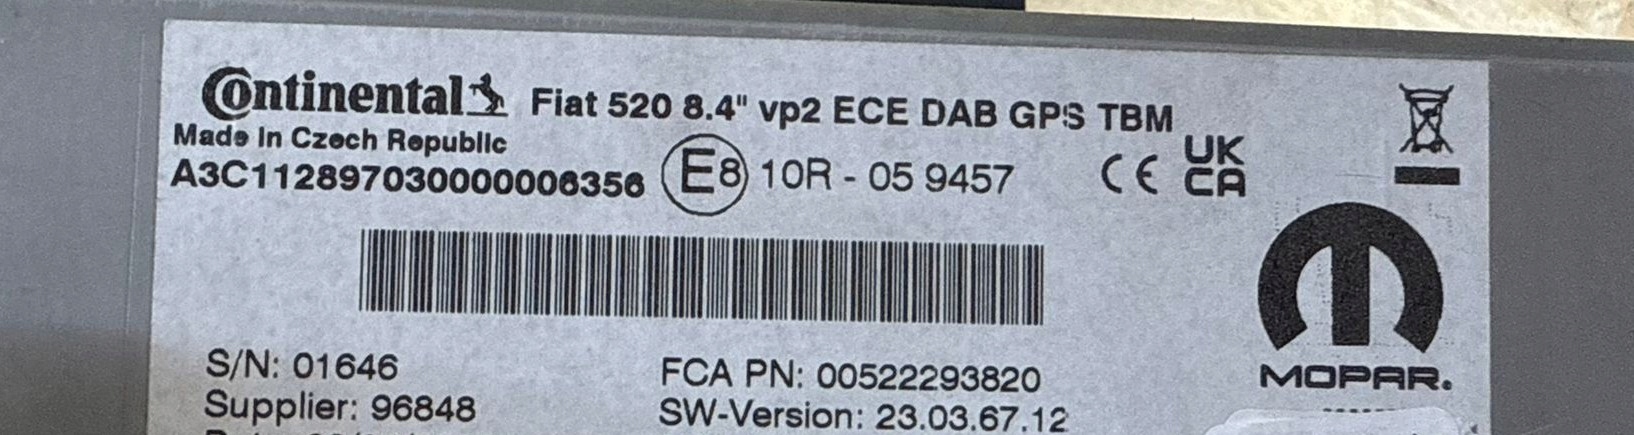 Continental Fiat 520 8.4" vp2 ECE DAB GPS TBM
Made in Czech Republic
A3C112897030000006356 E8 10R - 05 9457 CE UK CA
S/N: 01646 FCA PN: 00522293820
MOPAR.
Supplier: 96848 SW-Version: 23.03.67.12